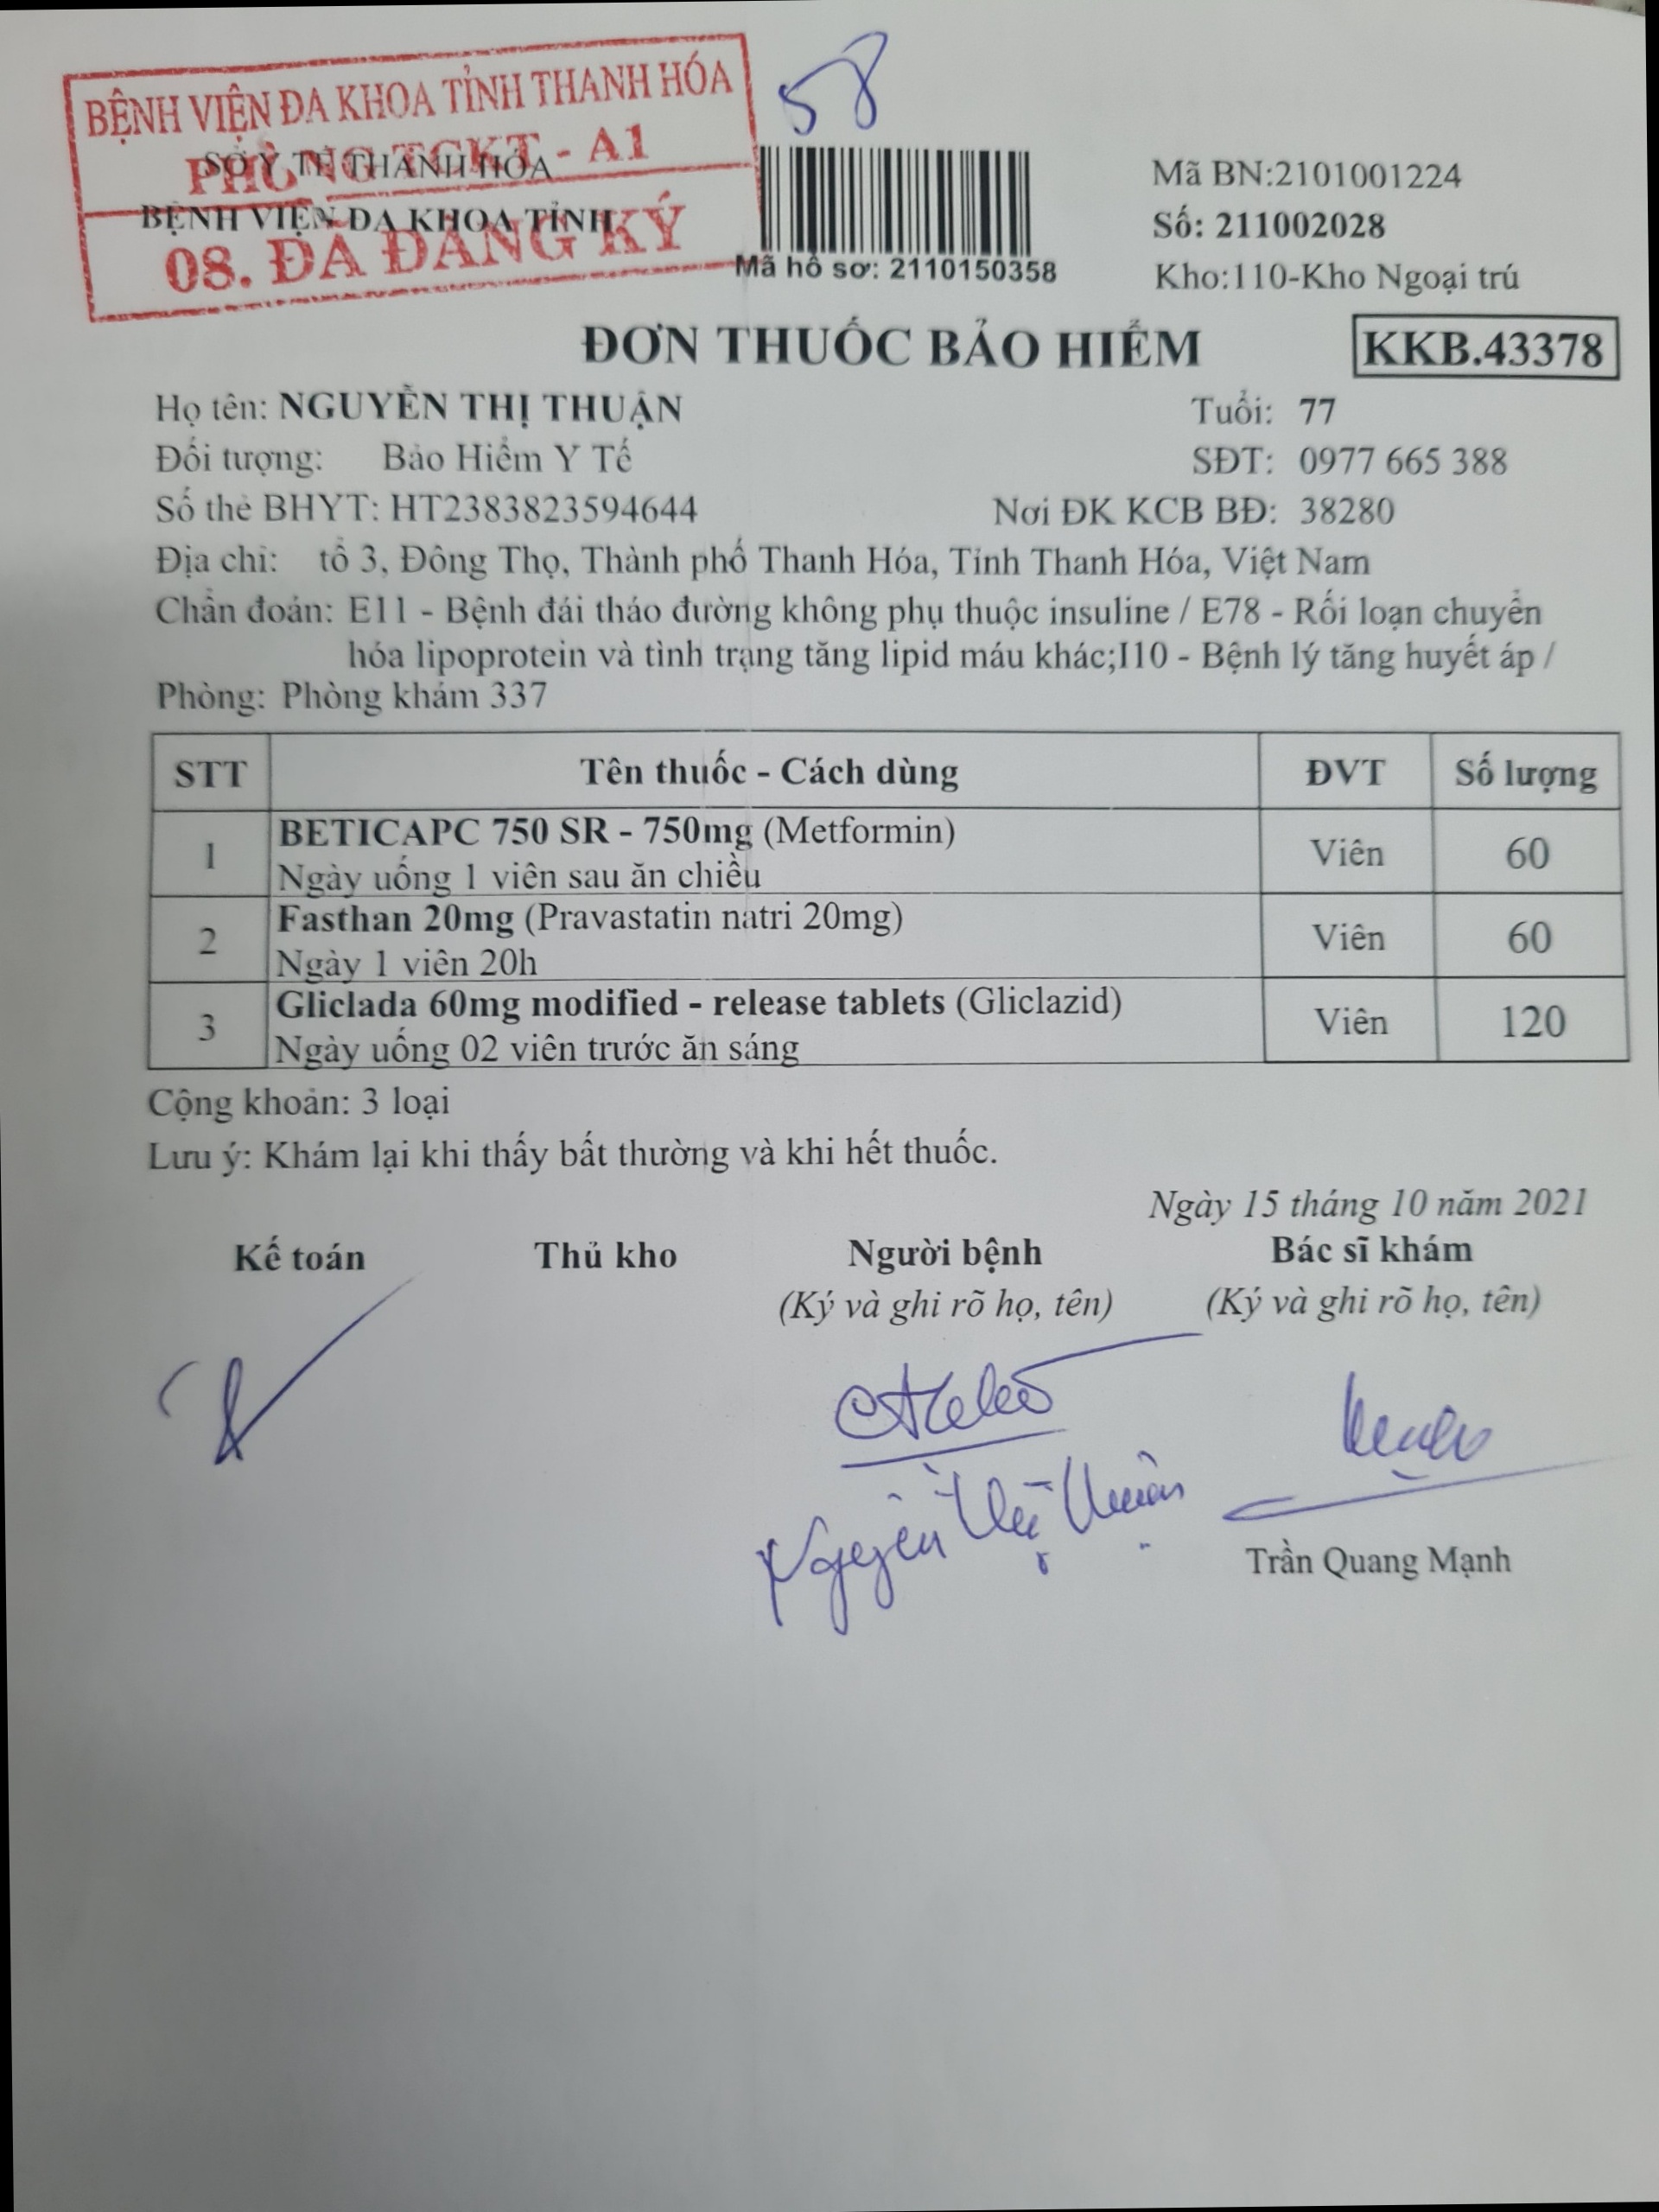 58
BỆNH VIỆN ĐA KHOA TỈNH THANH HÓA
PHÒNG TCKT - A1
08. ĐÃ ĐĂNG KÝ
SỞ Y TẾ THANH HÓA
BỆNH VIỆN ĐA KHOA TỈNH
Mã hồ sơ: 2110150358
Mã BN:2101001224
Số: 211002028
Kho:110-Kho Ngoại trú
ĐƠN THUỐC BẢO HIỂM
KKB.43378
Họ tên: NGUYỄN THỊ THUẬN Tuổi: 77
Đối tượng: Bảo Hiểm Y Tế SĐT: 0977 665 388
Số thẻ BHYT: HT2383823594644 Nơi ĐK KCB BĐ: 38280
Địa chỉ: tổ 3, Đông Thọ, Thành phố Thanh Hóa, Tỉnh Thanh Hóa, Việt Nam
Chẩn đoán: E11 - Bệnh đái tháo đường không phụ thuộc insuline / E78 - Rối loạn chuyển
hóa lipoprotein và tình trạng tăng lipid máu khác;I10 - Bệnh lý tăng huyết áp /
Phòng: Phòng khám 337
STT Tên thuốc - Cách dùng ĐVT Số lượng
1 BETICAPC 750 SR - 750mg (Metformin) Viên 60
Ngày uống 1 viên sau ăn chiều
2 Fasthan 20mg (Pravastatin natri 20mg) Viên 60
Ngày 1 viên 20h
3 Gliclada 60mg modified - release tablets (Gliclazid) Viên 120
Ngày uống 02 viên trước ăn sáng
Cộng khoản: 3 loại
Lưu ý: Khám lại khi thấy bất thường và khi hết thuốc.
Ngày 15 tháng 10 năm 2021
Kế toán Thủ kho Người bệnh Bác sĩ khám
(Ký và ghi rõ họ, tên) (Ký và ghi rõ họ, tên)
Nguyễn Thị Thuận
Trần Quang Mạnh